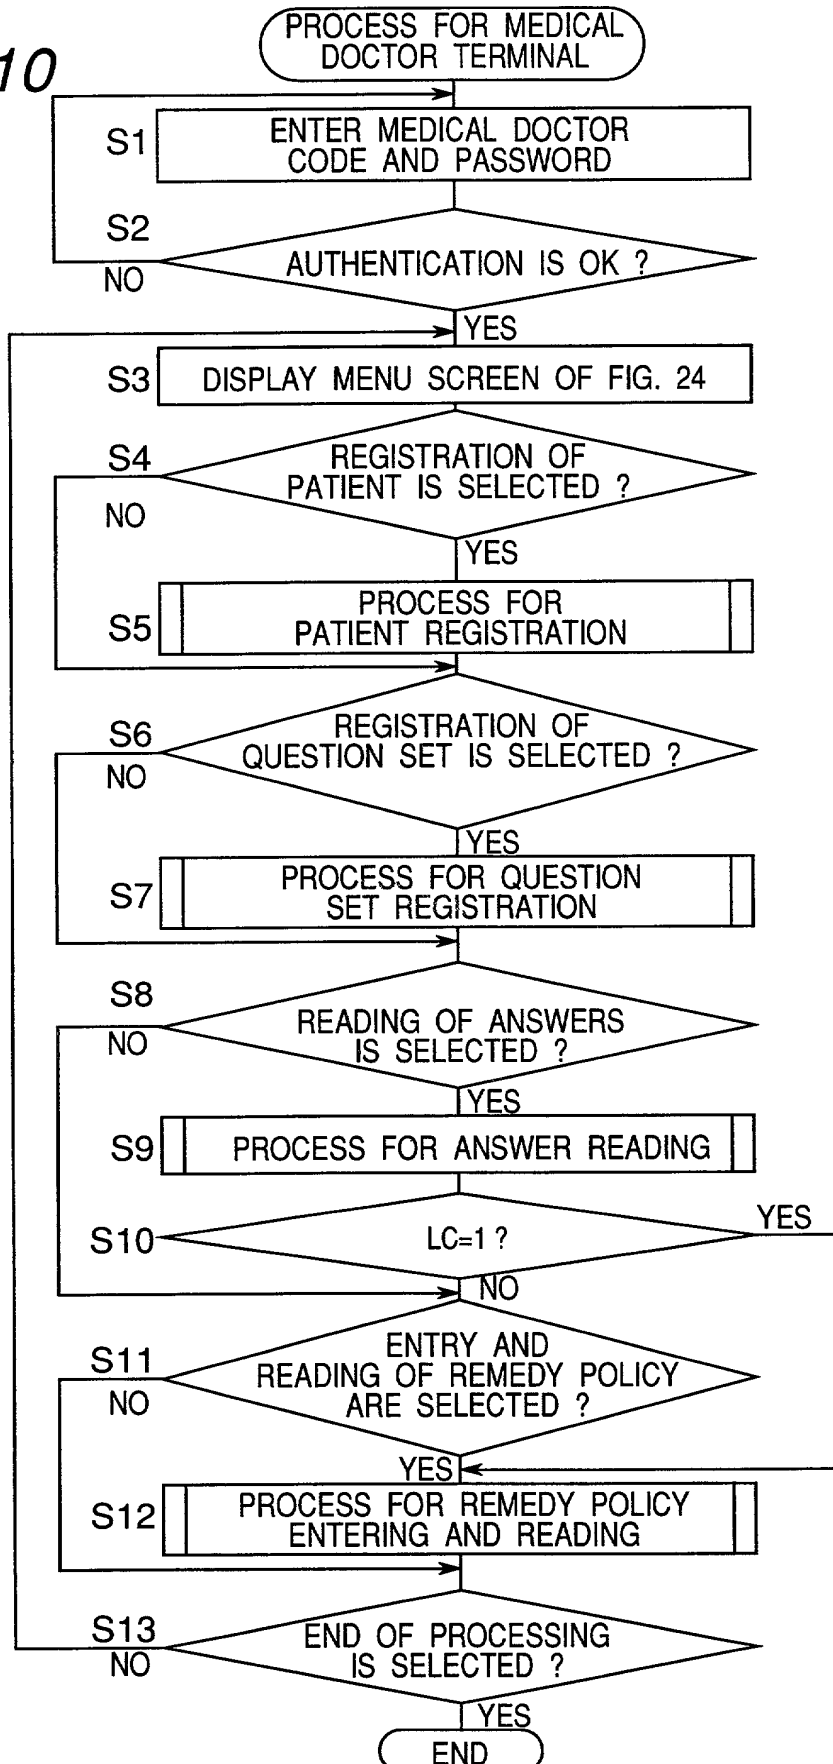 10
PROCESS FOR MEDICAL
DOCTOR TERMINAL
S1
ENTER MEDICAL DOCTOR
CODE AND PASSWORD
S2
AUTHENTICATION IS OK ?
NO
YES
S3
DISPLAY MENU SCREEN OF FIG. 24
S4
REGISTRATION OF
PATIENT IS SELECTED ?
NO
YES
S5
PROCESS FOR
PATIENT REGISTRATION
S6
REGISTRATION OF
QUESTION SET IS SELECTED ?
NO
YES
S7
PROCESS FOR QUESTION
SET REGISTRATION
S8
READING OF ANSWERS
IS SELECTED ?
NO
YES
S9
PROCESS FOR ANSWER READING
S10
LC=1 ?
YES
NO
S11
ENTRY AND
READING OF REMEDY POLICY
ARE SELECTED ?
NO
YES
S12
PROCESS FOR REMEDY POLICY
ENTERING AND READING
S13
END OF PROCESSING
IS SELECTED ?
NO
YES
END